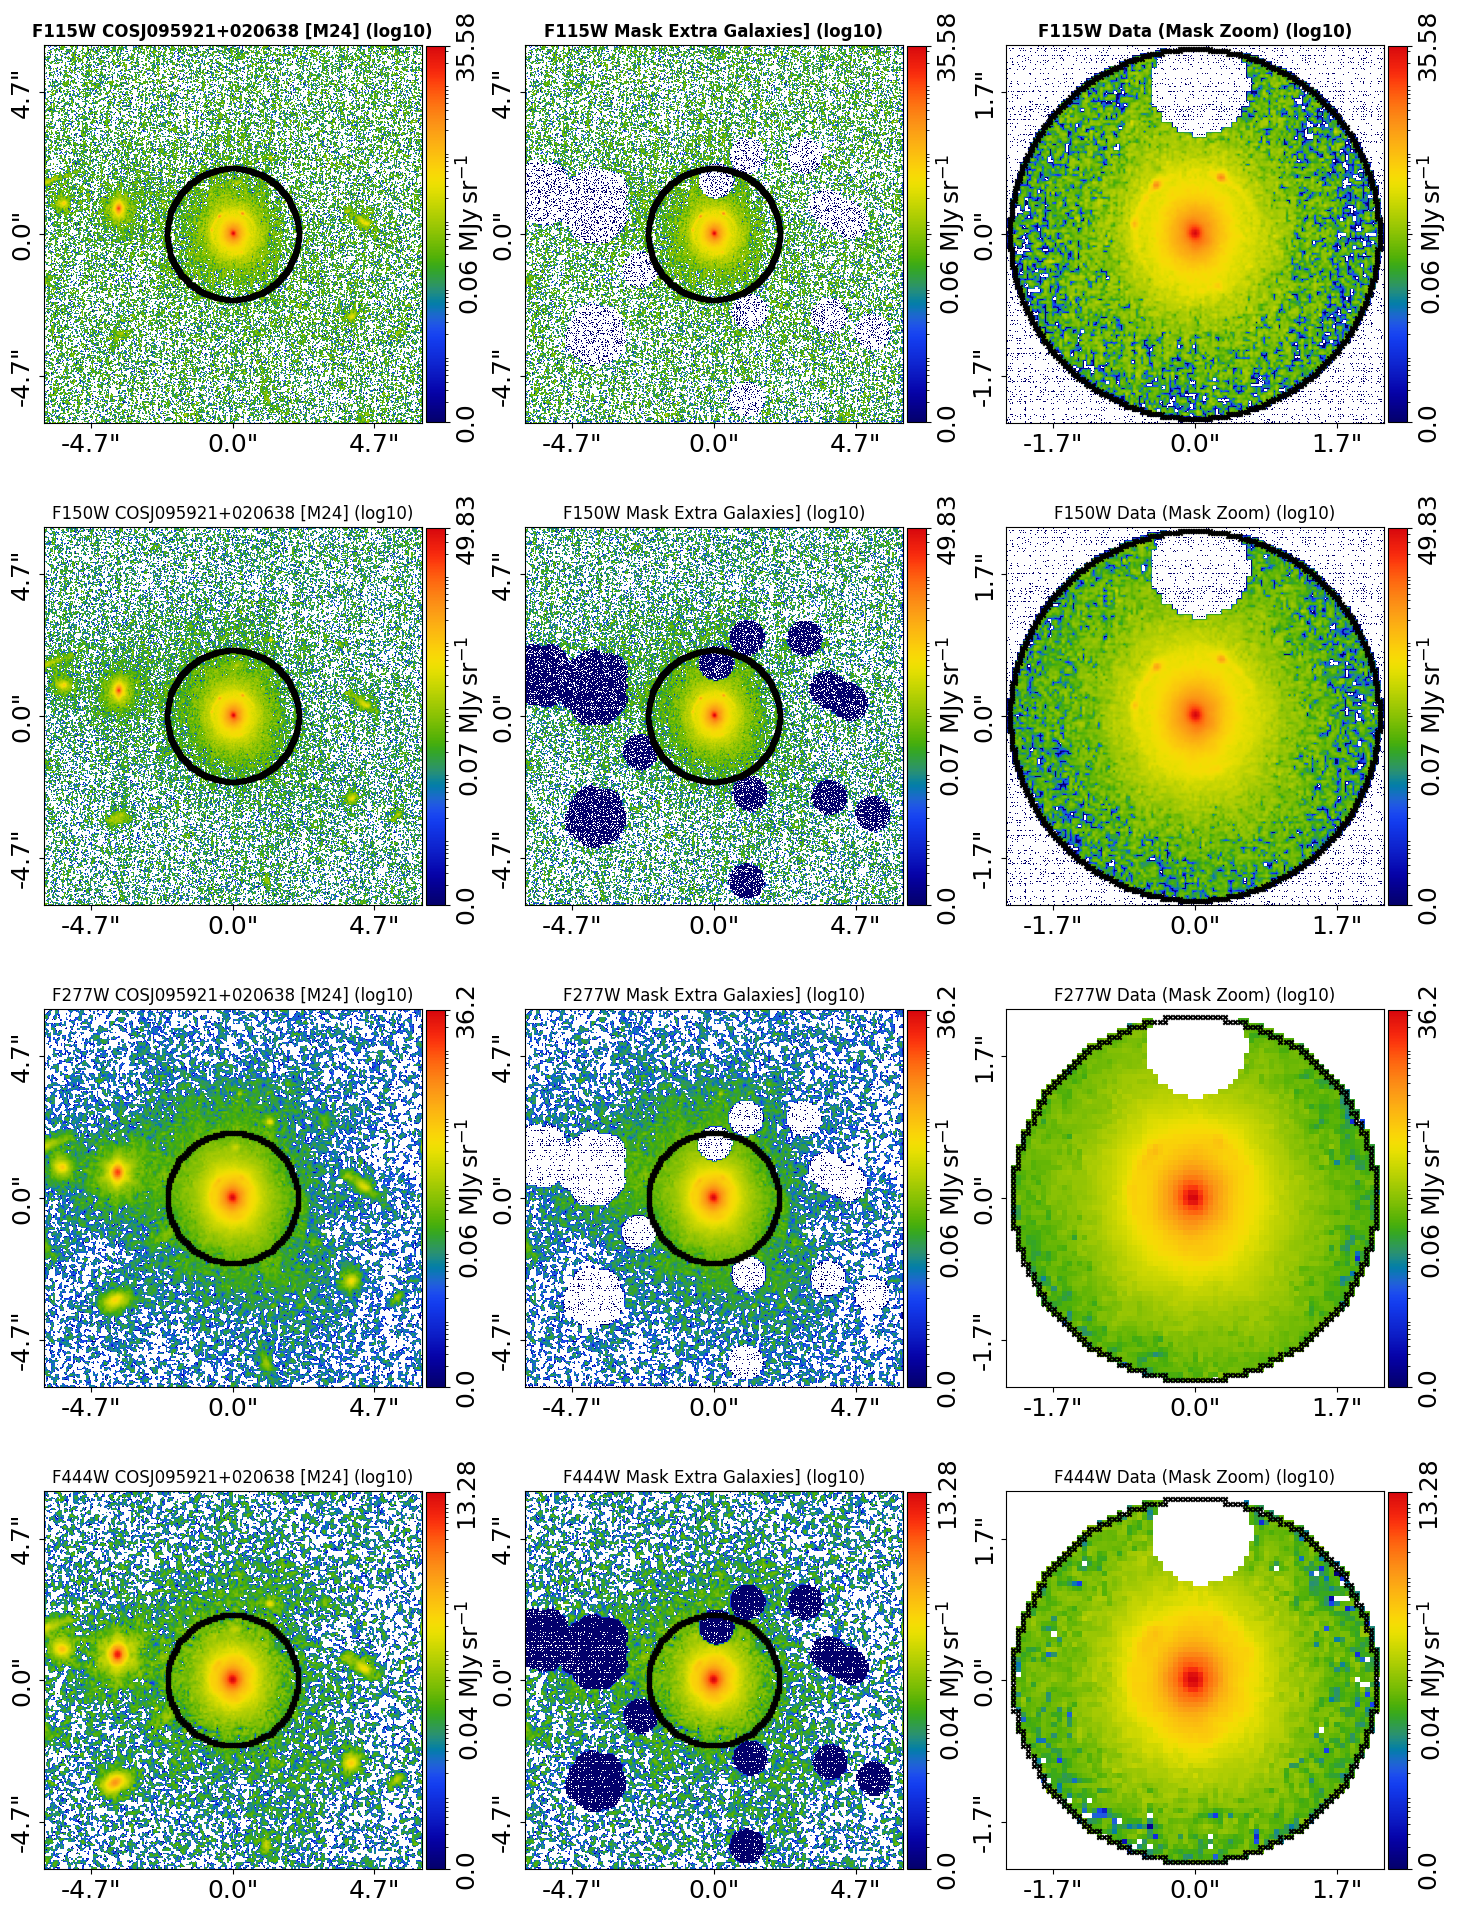 F115W COSJ095921+020638 [M24] (log10)
4.7"
0.0"
-4.7"
-4.7" 0.0" 4.7"
35.58
0.06 MJy sr⁻¹
0.0
F115W Mask Extra Galaxies] (log10)
4.7"
0.0"
-4.7"
-4.7" 0.0" 4.7"
35.58
0.06 MJy sr⁻¹
0.0
F115W Data (Mask Zoom) (log10)
1.7"
0.0"
-1.7"
-1.7" 0.0" 1.7"
35.58
0.06 MJy sr⁻¹
0.0
F150W COSJ095921+020638 [M24] (log10)
4.7"
0.0"
-4.7"
-4.7" 0.0" 4.7"
49.83
0.07 MJy sr⁻¹
0.0
F150W Mask Extra Galaxies] (log10)
4.7"
0.0"
-4.7"
-4.7" 0.0" 4.7"
49.83
0.07 MJy sr⁻¹
0.0
F150W Data (Mask Zoom) (log10)
1.7"
0.0"
-1.7"
-1.7" 0.0" 1.7"
49.83
0.07 MJy sr⁻¹
0.0
F277W COSJ095921+020638 [M24] (log10)
4.7"
0.0"
-4.7"
-4.7" 0.0" 4.7"
36.2
0.06 MJy sr⁻¹
0.0
F277W Mask Extra Galaxies] (log10)
4.7"
0.0"
-4.7"
-4.7" 0.0" 4.7"
36.2
0.06 MJy sr⁻¹
0.0
F277W Data (Mask Zoom) (log10)
1.7"
0.0"
-1.7"
-1.7" 0.0" 1.7"
36.2
0.06 MJy sr⁻¹
0.0
F444W COSJ095921+020638 [M24] (log10)
4.7"
0.0"
-4.7"
-4.7" 0.0" 4.7"
13.28
0.04 MJy sr⁻¹
0.0
F444W Mask Extra Galaxies] (log10)
4.7"
0.0"
-4.7"
-4.7" 0.0" 4.7"
13.28
0.04 MJy sr⁻¹
0.0
F444W Data (Mask Zoom) (log10)
1.7"
0.0"
-1.7"
-1.7" 0.0" 1.7"
13.28
0.04 MJy sr⁻¹
0.0